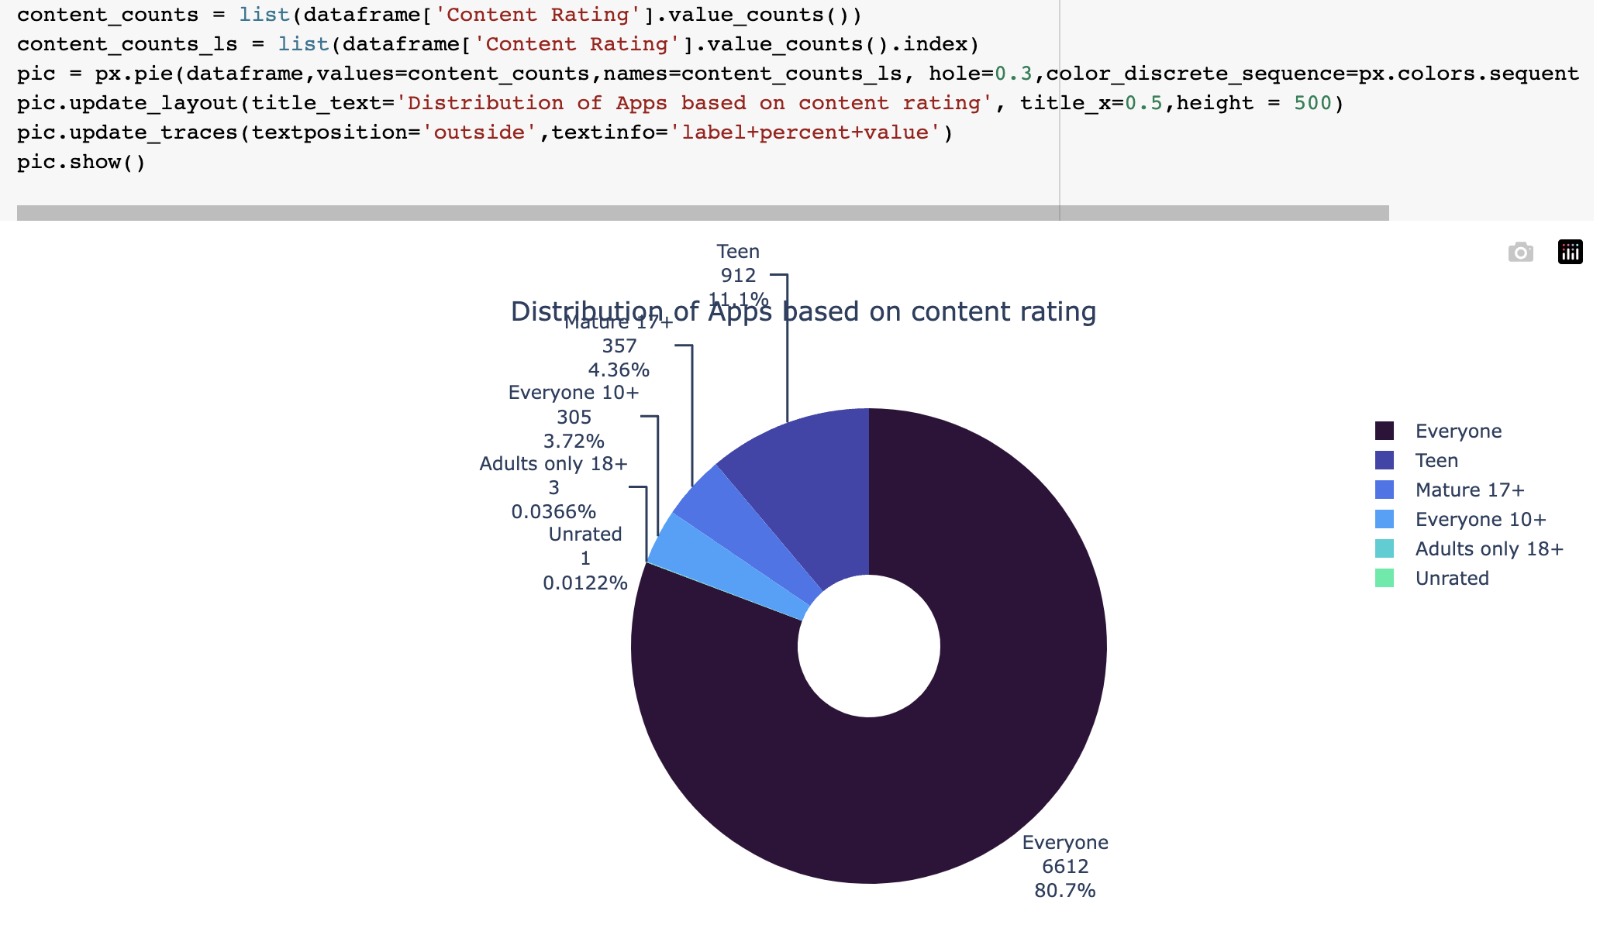 content_counts = list(dataframe['Content Rating'].value_counts())
content_counts_ls = list(dataframe['Content Rating'].value_counts().index)
pic = px.pie(dataframe,values=content_counts,names=content_counts_ls, hole=0.3,color_discrete_sequence=px.colors.sequent
pic.update_layout(title_text='Distribution of Apps based on content rating', title_x=0.5,height = 500)
pic.update_traces(textposition='outside',textinfo='label+percent+value')
pic.show()
Teen
912
11.1%
Distribution of Apps based on content rating
Mature 17+
357
4.36%
Everyone 10+
305
3.72%
Adults only 18+
3
0.0366%
Unrated
1
0.0122%
Everyone
6612
80.7%
Everyone
Teen
Mature 17+
Everyone 10+
Adults only 18+
Unrated